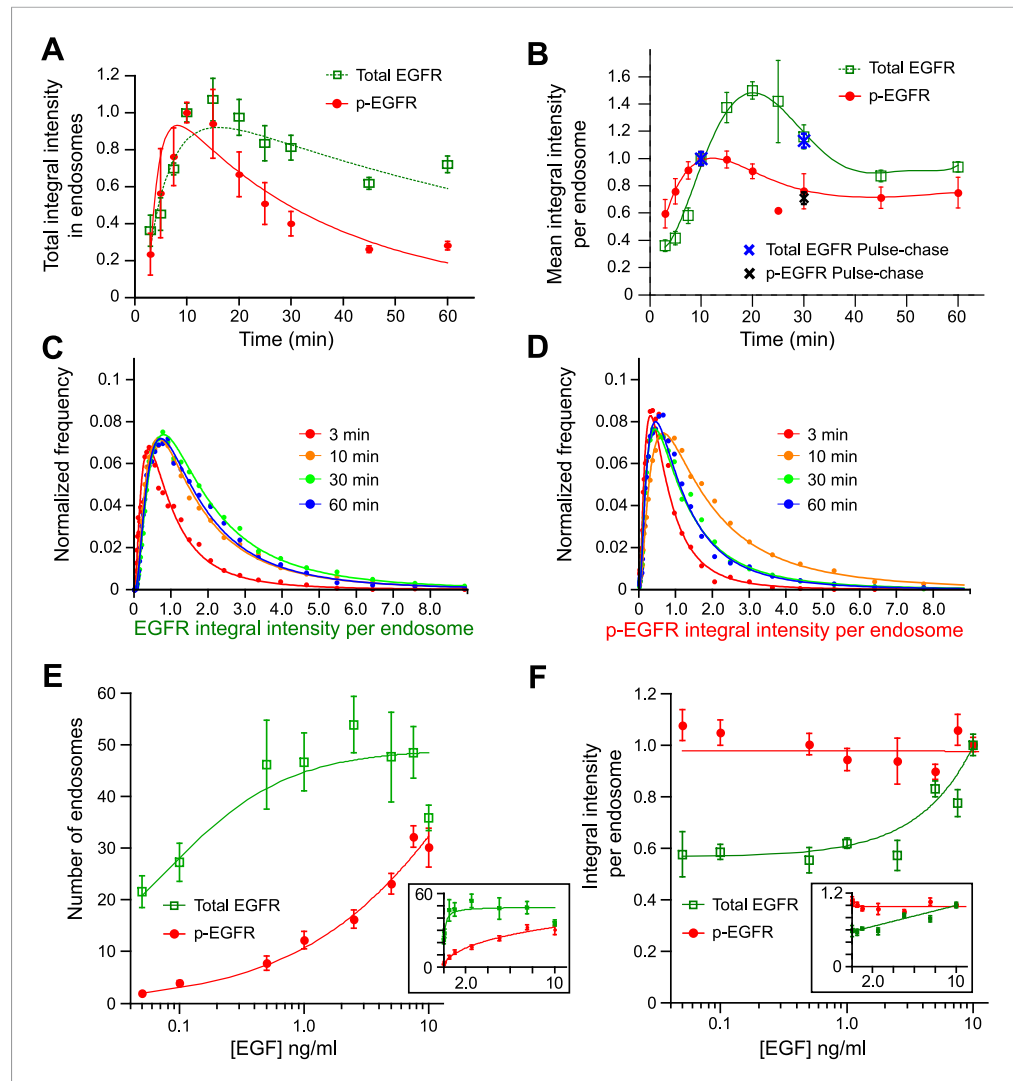 A
Total EGFR
p-EGFR
Total integral intensity
in endosomes
1.2
1.0
0.8
0.6
0.4
0.2
0
0 10 20 30 40 50 60
Time (min)
B
Total EGFR
p-EGFR
Mean integral intensity
per endosome
1.6
1.4
1.2
1.0
0.8
0.6
0.4
0.2
0
Total EGFR Pulse-chase
p-EGFR Pulse-chase
0 10 20 30 40 50 60
Time (min)
C
Normalized frequency
0.1
0.08
0.06
0.04
0.02
0
3 min
10 min
30 min
60 min
1.0 2.0 3.0 4.0 5.0 6.0 7.0 8.0
EGFR integral intensity per endosome
D
Normalized frequency
0.1
0.08
0.06
0.04
0.02
0
3 min
10 min
30 min
60 min
0 1.0 2.0 3.0 4.0 5.0 6.0 7.0 8.0
p-EGFR integral intensity per endosome
E
Number of endosomes
60
50
40
30
20
10
0
Total EGFR
p-EGFR
60
0
2.0 10
0.1 1.0 10
[EGF] ng/ml
F
Integral intensity
per endosome
1.2
1.0
0.8
0.6
0.4
0.2
0
Total EGFR
p-EGFR
1.2
0.6
0
2.0 10
0.1 1.0 10
[EGF] ng/ml